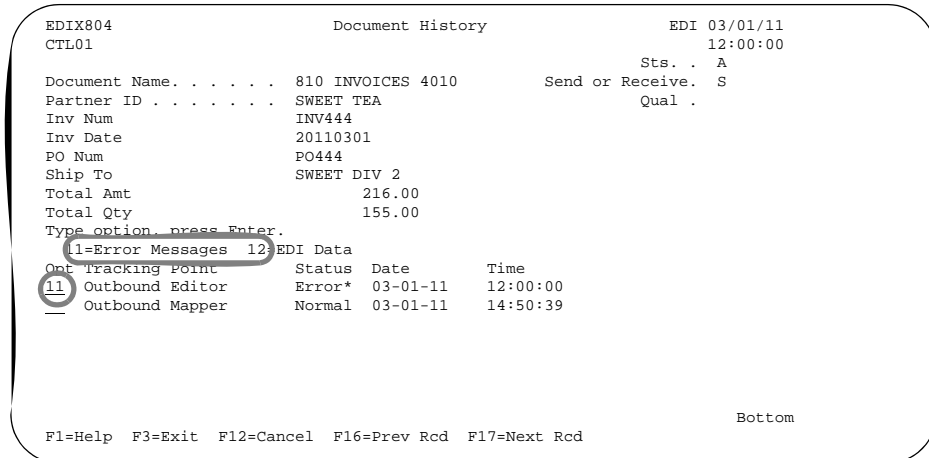 EDIX804 Document History EDI 03/01/11
CTL01 12:00:00
Sts. . A
Document Name. . . . . . 810 INVOICES 4010 Send or Receive. S
Partner ID . . . . . . . SWEET TEA Qual .
Inv Num INV444
Inv Date 20110301
PO Num PO444
Ship To SWEET DIV 2
Total Amt 216.00
Total Qty 155.00
Type option, press Enter.
11=Error Messages 12=EDI Data
Opt Tracking Point Status Date Time
11 Outbound Editor Error* 03-01-11 12:00:00
__ Outbound Mapper Normal 03-01-11 14:50:39
Bottom
F1=Help F3=Exit F12=Cancel F16=Prev Rcd F17=Next Rcd